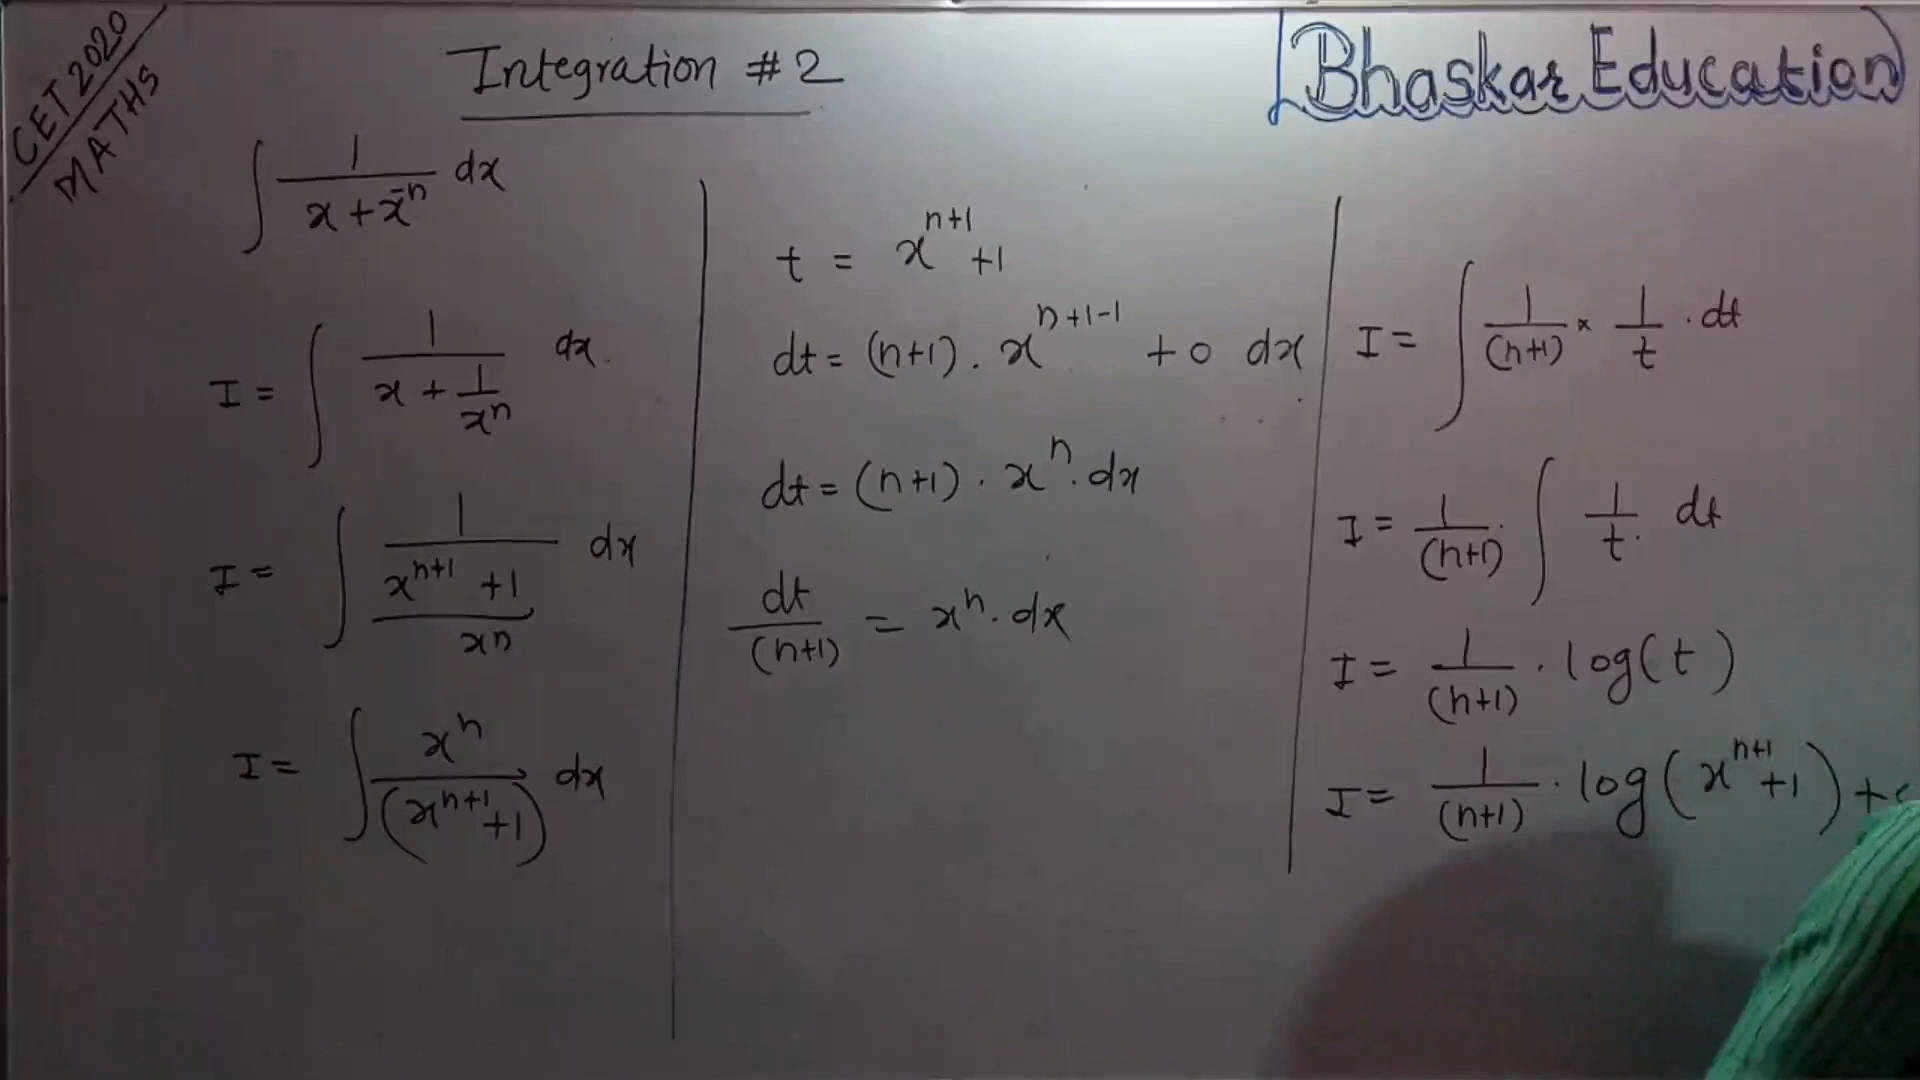 CET 2020
MATHS
Integration #2
Bhaskar Education
∫ 1/(x + x⁻ⁿ) dx
I = ∫ 1/(x + 1/xⁿ) dx.
I = ∫ 1/((xⁿ⁺¹ + 1)/xⁿ) dx
I = ∫ xⁿ/(xⁿ⁺¹ + 1) dx
t = xⁿ⁺¹ + 1
dt = (n+1) . xⁿ⁺¹⁻¹ + 0 dx
dt = (n+1) . xⁿ . dx
dt/(n+1) = xⁿ . dx
I = ∫ 1/(n+1) × 1/t . dt
I = 1/(n+1) . ∫ 1/t . dt
I = 1/(n+1) . log(t)
I = 1/(n+1) . log(xⁿ⁺¹ + 1) + c